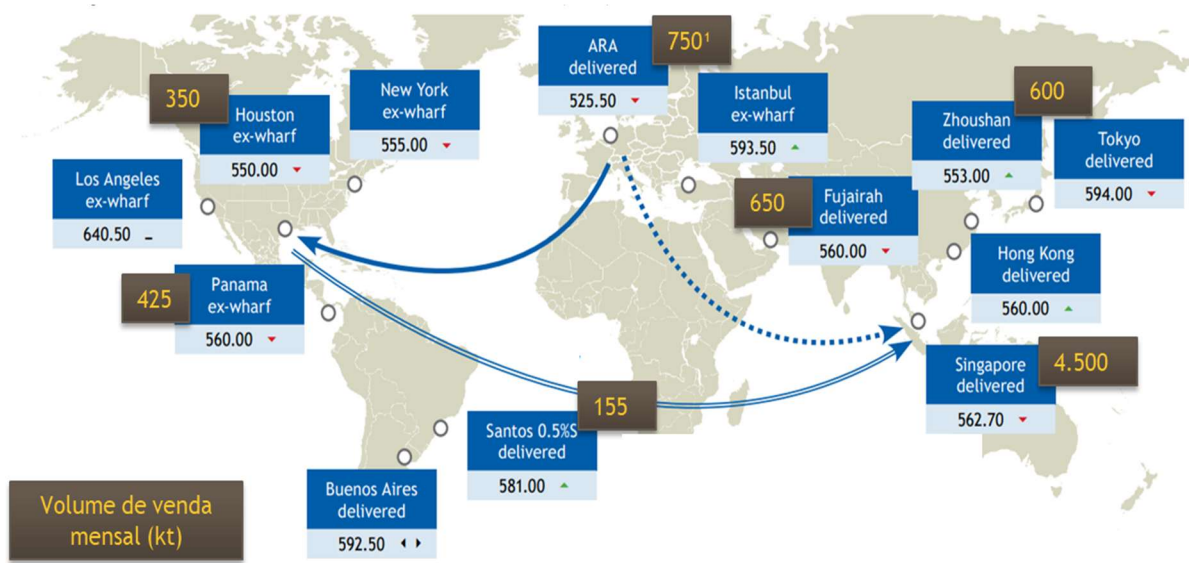 ARA
delivered
525.50
750¹
350
Houston
ex-wharf
550.00
New York
ex-wharf
555.00
Istanbul
ex-wharf
593.50
600
Zhoushan
delivered
553.00
Tokyo
delivered
594.00
Los Angeles
ex-wharf
640.50
650
Fujairah
delivered
560.00
Hong Kong
delivered
560.00
425
Panama
ex-wharf
560.00
155
Santos 0.5%S
delivered
581.00
4.500
Singapore
delivered
562.70
Buenos Aires
delivered
592.50
Volume de venda
mensal (kt)